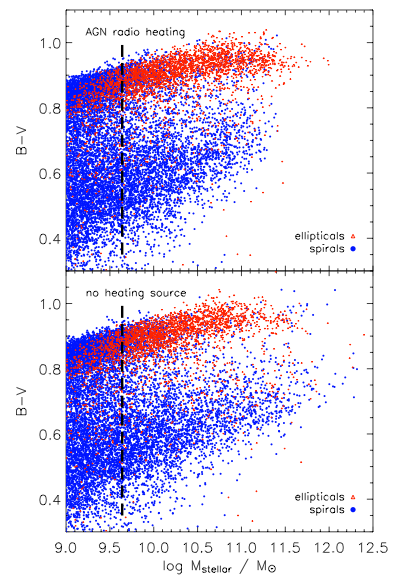 AGN radio heating
1.0
0.8
B-V
0.6
0.4
ellipticals
spirals
no heating source
1.0
0.8
B-V
0.6
0.4
ellipticals
spirals
9.0 9.5 10.0 10.5 11.0 11.5 12.0 12.5
log M_stellar / M_⊙